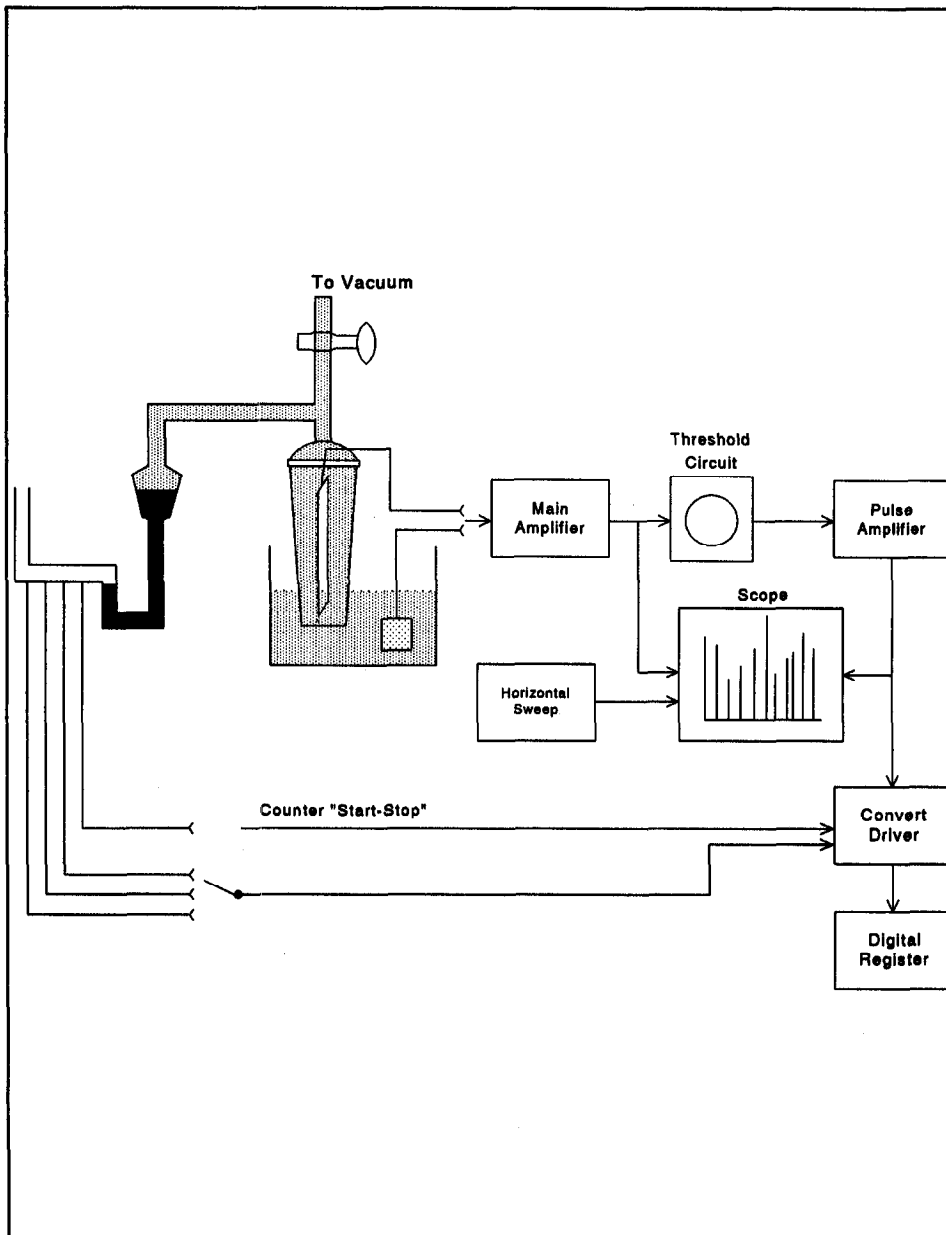 To Vacuum
Threshold
Circuit
Main
Amplifier
Pulse
Amplifier
Scope
Horizontal
Sweep
Counter "Start-Stop"
Convert
Driver
Digital
Register